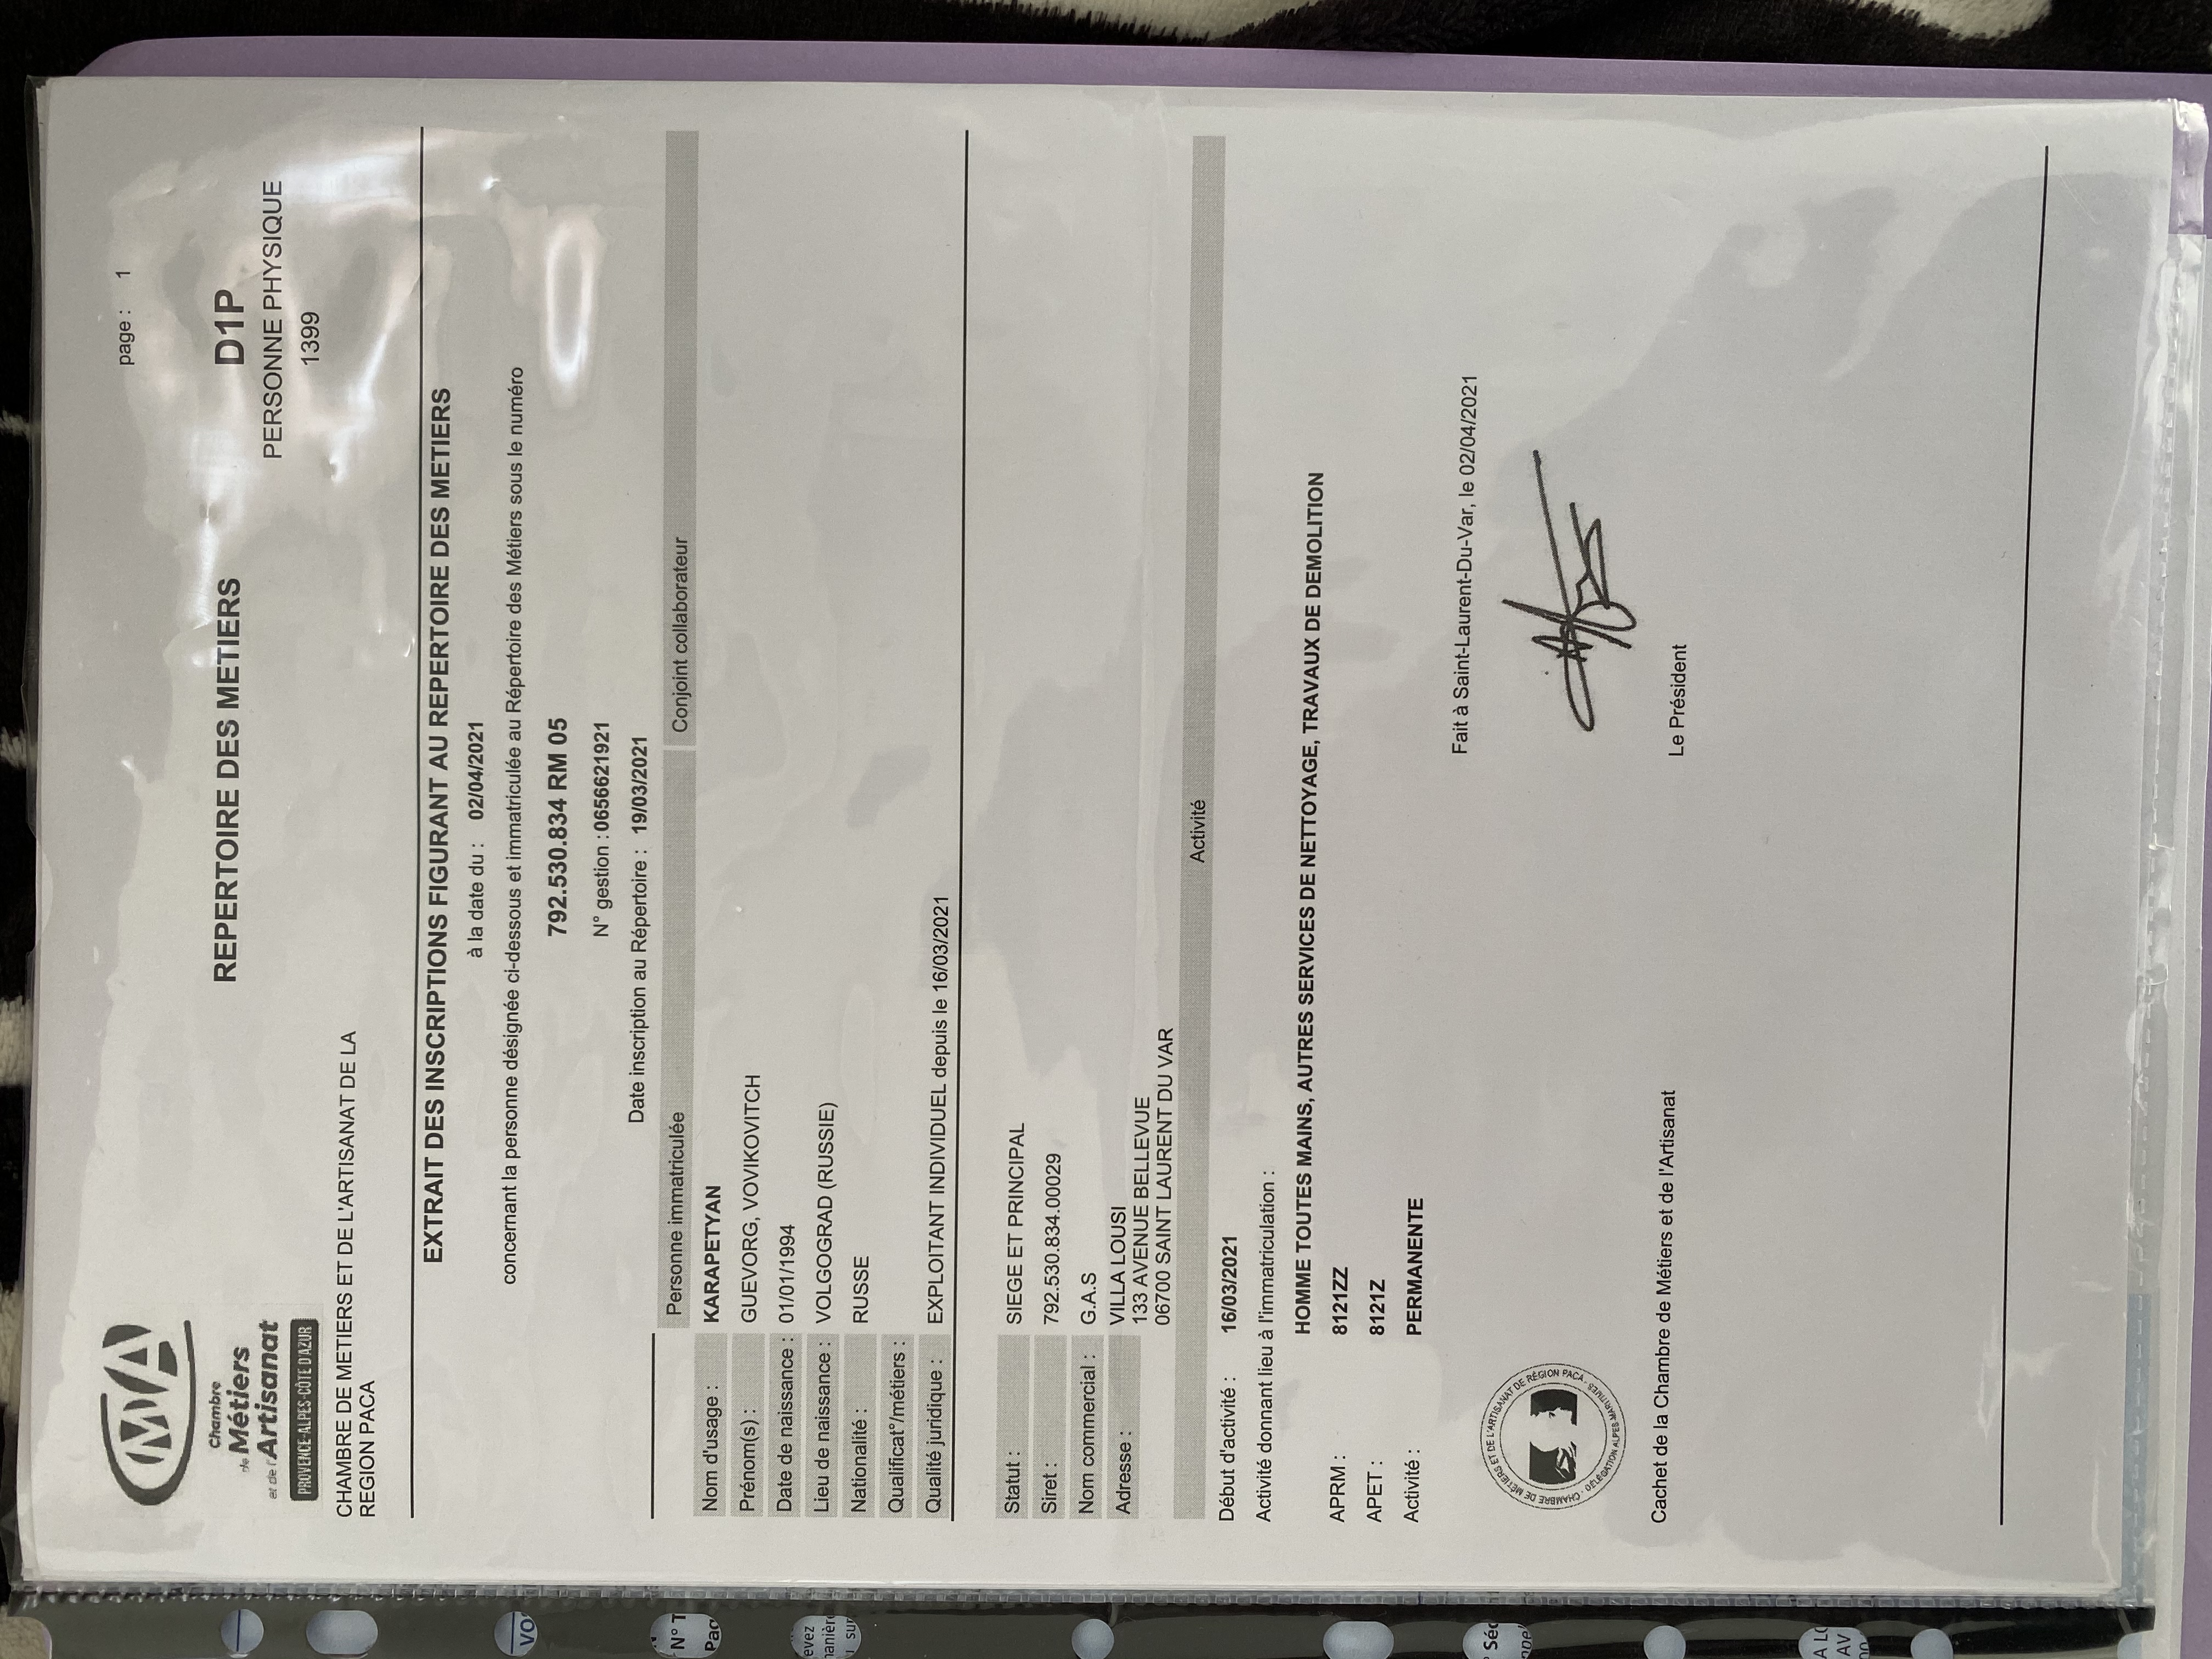 page : 1
CMA
Chambre
de Métiers
et de l'Artisanat
PROVENCE-ALPES-CÔTE D'AZUR
REPERTOIRE DES METIERS
D1P
PERSONNE PHYSIQUE
1399
CHAMBRE DE METIERS ET DE L'ARTISANAT DE LA
REGION PACA
EXTRAIT DES INSCRIPTIONS FIGURANT AU REPERTOIRE DES METIERS
à la date du : 02/04/2021
concernant la personne désignée ci-dessous et immatriculée au Répertoire des Métiers sous le numéro
792.530.834 RM 05
N° gestion : 0656621921
Date inscription au Répertoire : 19/03/2021
Personne immatriculée Conjoint collaborateur
Nom d'usage : KARAPETYAN
Prénom(s) : GUEVORG, VOVIKOVITCH
Date de naissance : 01/01/1994
Lieu de naissance : VOLGOGRAD (RUSSIE)
Nationalité : RUSSE
Qualificat°/métiers :
Qualité juridique : EXPLOITANT INDIVIDUEL depuis le 16/03/2021
Statut : SIEGE ET PRINCIPAL
Siret : 792.530.834.00029
Nom commercial : G.A.S
Adresse : VILLA LOUSI
133 AVENUE BELLEVUE
06700 SAINT LAURENT DU VAR
Activité
Début d'activité : 16/03/2021
Activité donnant lieu à l'immatriculation :
HOMME TOUTES MAINS, AUTRES SERVICES DE NETTOYAGE, TRAVAUX DE DEMOLITION
APRM : 8121ZZ
APET : 8121Z
Activité : PERMANENTE
Fait à Saint-Laurent-Du-Var, le 02/04/2021
CHAMBRE DE MÉTIERS ET DE L'ARTISANAT DE RÉGION PACA - DÉLÉGATION ALPES-MARITIMES -
Cachet de la Chambre de Métiers et de l'Artisanat
Le Président